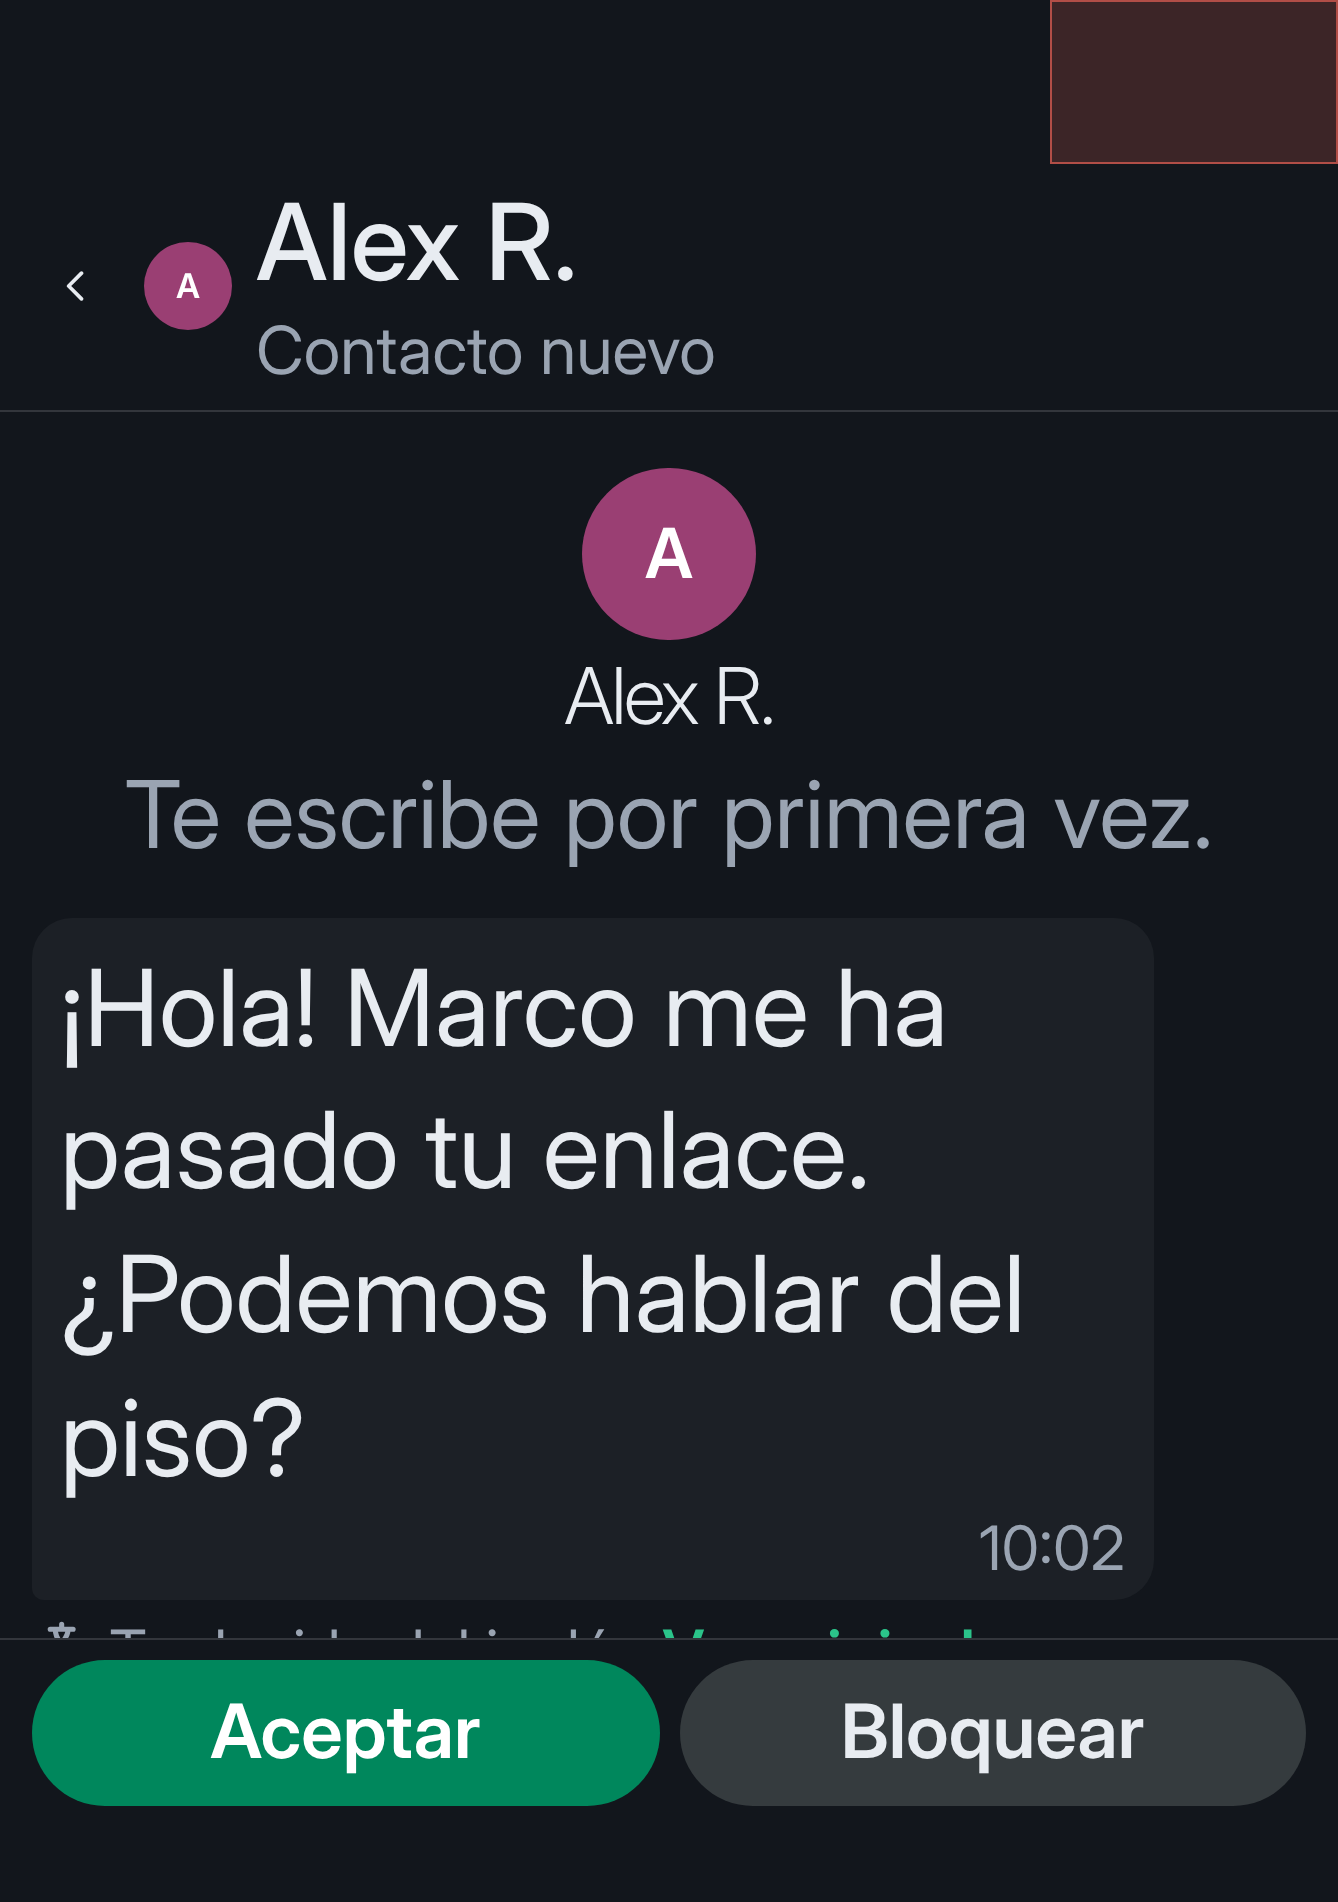 A
Alex R.
Contacto nuevo
A
Alex R.
Te escribe por primera vez.
¡Hola! Marco me ha
pasado tu enlace.
¿Podemos hablar del
piso?
10:02
Aceptar
Bloquear